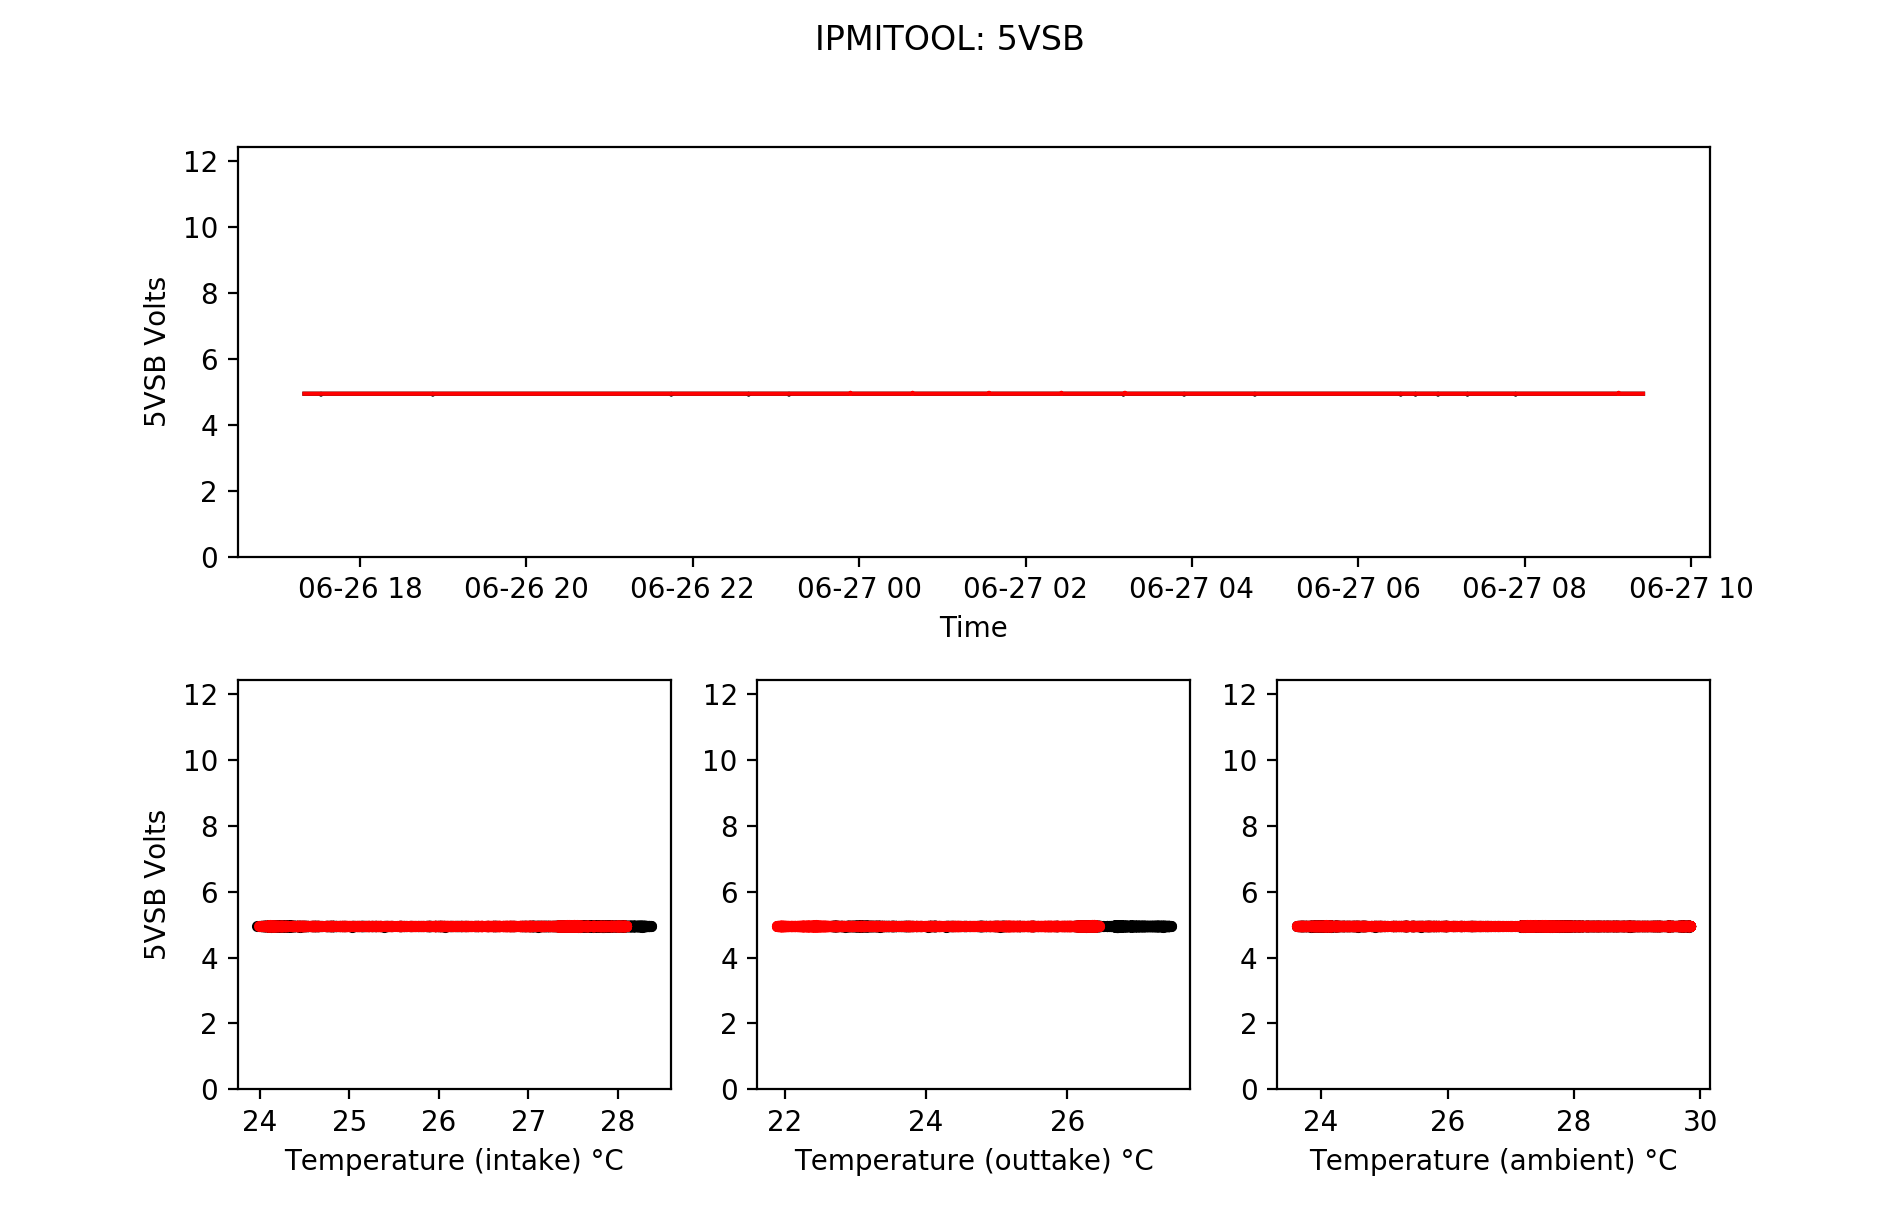 IPMITOOL: 5VSB
12
10
8
6
4
2
0
5VSB Volts
06-26 18 06-26 20 06-26 22 06-27 00 06-27 02 06-27 04 06-27 06 06-27 08 06-27 10
Time
12
10
8
6
4
2
0
5VSB Volts
24 25 26 27 28
Temperature (intake) °C
12
10
8
6
4
2
0
22 24 26
Temperature (outtake) °C
12
10
8
6
4
2
0
24 26 28 30
Temperature (ambient) °C